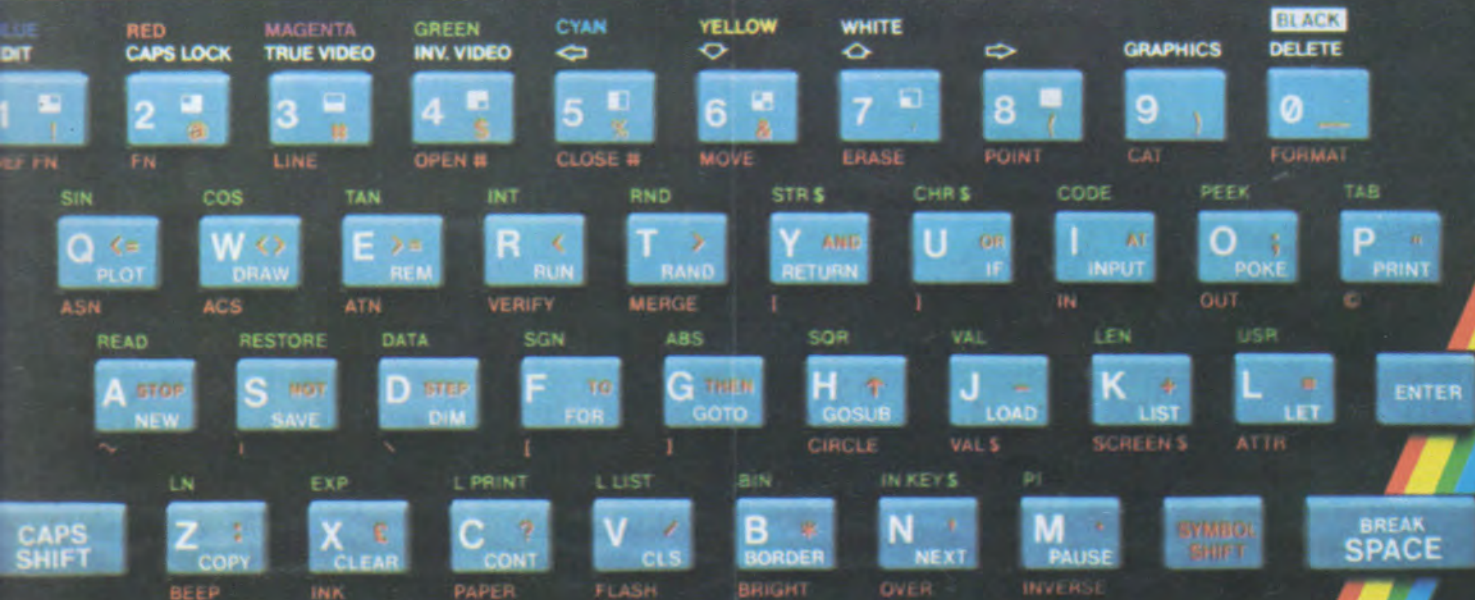 RED MAGENTA GREEN CYAN YELLOW WHITE BLACK
CAPS LOCK TRUE VIDEO INV. VIDEO GRAPHICS DELETE
1 ! 2 @ 3 # 4 $ 5 % 6 & 7 ' 8 ( 9 ) 0 _
FN LINE OPEN # CLOSE # MOVE ERASE POINT CAT FORMAT
SIN COS TAN INT RND STR $ CHR $ CODE PEEK TAB
Q <= W <> E >= R < T > Y AND U OR I AT O ; P "
PLOT DRAW REM RUN RAND RETURN IF INPUT POKE PRINT
ASN ACS ATN VERIFY MERGE [ ] IN OUT ©
READ RESTORE DATA SGN ABS SQR VAL LEN USR
A STOP S NOT D STEP F TO G THEN H ↑ J − K + L = ENTER
NEW SAVE DIM FOR GOTO GOSUB LOAD LIST LET
~ | \ [ ] CIRCLE VAL $ SCREEN $ ATTR
LN EXP L PRINT L LIST BIN IN KEY $ PI
CAPS SHIFT Z : X £ C ? V / B * N , M . SYMBOL SHIFT BREAK SPACE
COPY CLEAR CONT CLS BORDER NEXT PAUSE
BEEP INK PAPER FLASH BRIGHT OVER INVERSE